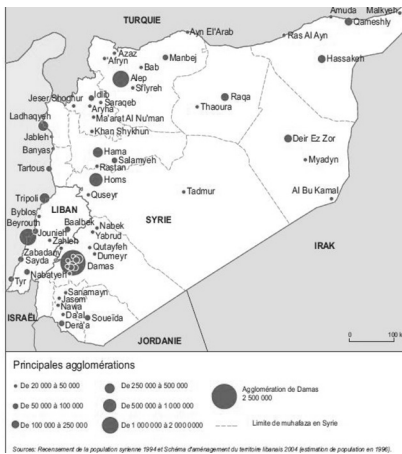 TURQUIE
Malkyeh
Amuda
Qameshly
Ayn El'Arab
Ras Al Ayn
Azaz
Afryn
Manbej
Hassakeh
Bab
Alep
Sfiyreh
Jeser/Shoghur
Idlib
Saraqeb
Raqa
Ladhaqyeh
Aryha
Thaoura
Ma'arat Al Nu'man
Jableh
Khan Shykhun
Deir Ez Zor
Banyas
Hama
Salamyeh
Myadyn
Tartous
Rastan
Homs
Tadmur
Al Bu Kamal
Tripoli
Quseyr
LIBAN
SYRIE
Byblos
Baalbek
Nabek
Beyrouth
Jounieh
Yabrud
IRAK
Zahleh
Qutayfeh
Zabadany
Dumeyr
Sayda
Damas
Nabatyeh
Tyr
Sanamayn
Jasem
Nawa
ISRAËL
Da'al
Soueïda
Derà'a
JORDANIE
0 100 k
Principales agglomérations
De 20 000 à 50 000
De 250 000 à 500 000
Agglomération de Damas
2 500 000
De 50 000 à 100 000
De 500 000 à 1 000 000
De 100 000 à 250 000
De 1 000 000 à 2 000 0000
Limite de muhafaza en Syrie
Sources: Recensement de la population syrienne 1994 et Schéma d'aménagement du territoire libanais 2004 (estimation de population en 1996).